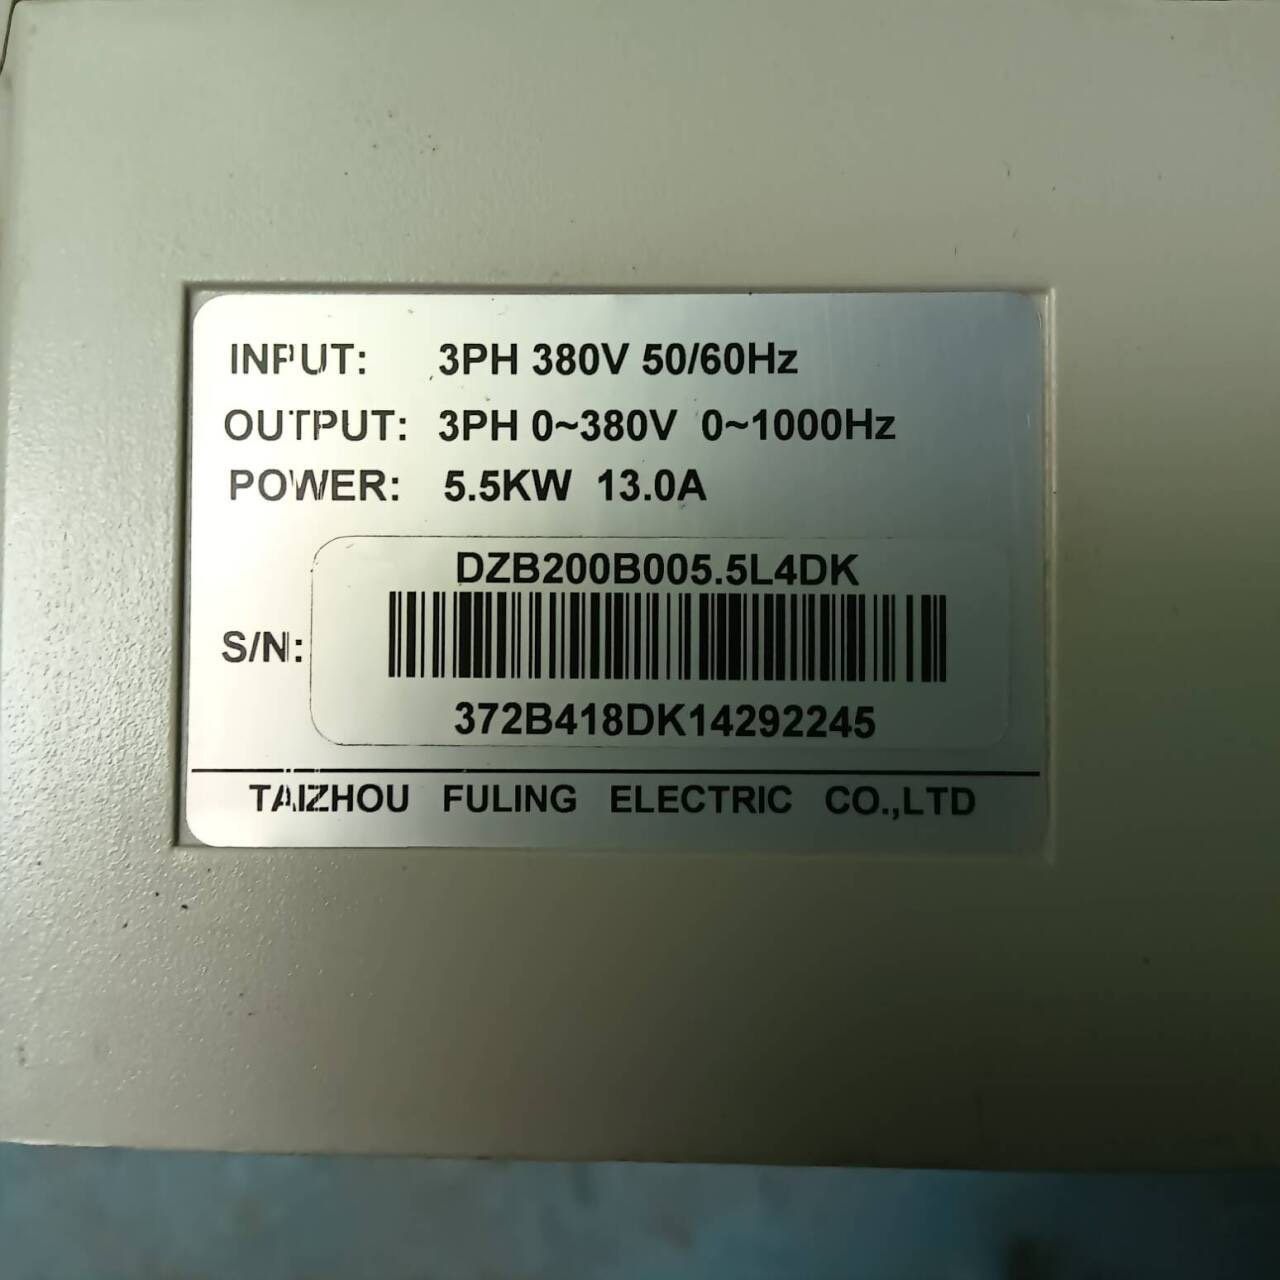 INPUT: 3PH 380V 50/60Hz
OUTPUT: 3PH 0~380V 0~1000Hz
POWER: 5.5KW 13.0A
DZB200B005.5L4DK
S/N:
372B418DK14292245
TAIZHOU FULING ELECTRIC CO.,LTD